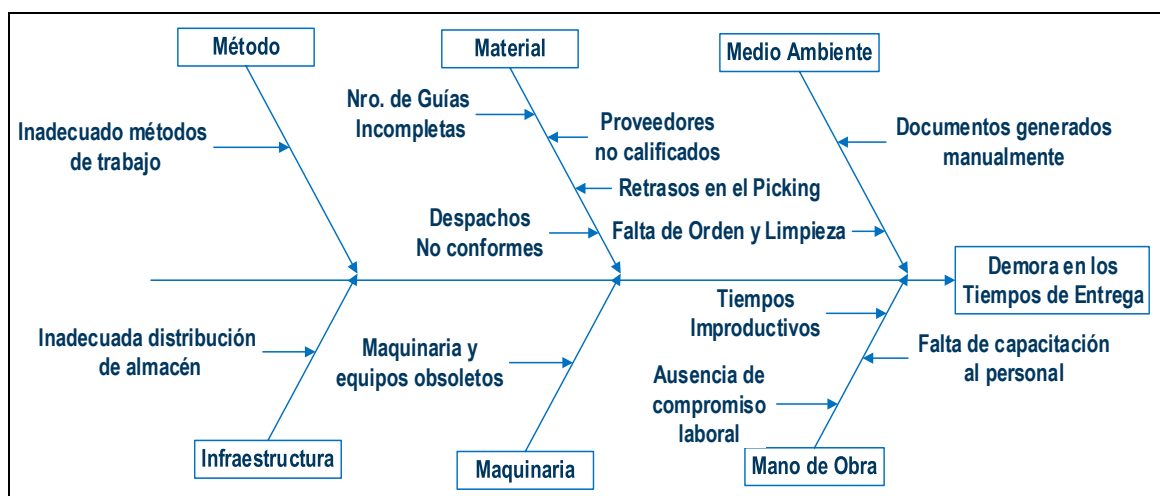 Método
Material
Medio Ambiente
Nro. de Guías
Incompletas
Inadecuado métodos
de trabajo
Proveedores
no calificados
Documentos generados
manualmente
Retrasos en el Picking
Despachos
No conformes
Falta de Orden y Limpieza
Demora en los
Tiempos de Entrega
Inadecuada distribución
de almacén
Maquinaria y
equipos obsoletos
Tiempos
Improductivos
Falta de capacitación
al personal
Ausencia de
compromiso
laboral
Infraestructura
Maquinaria
Mano de Obra